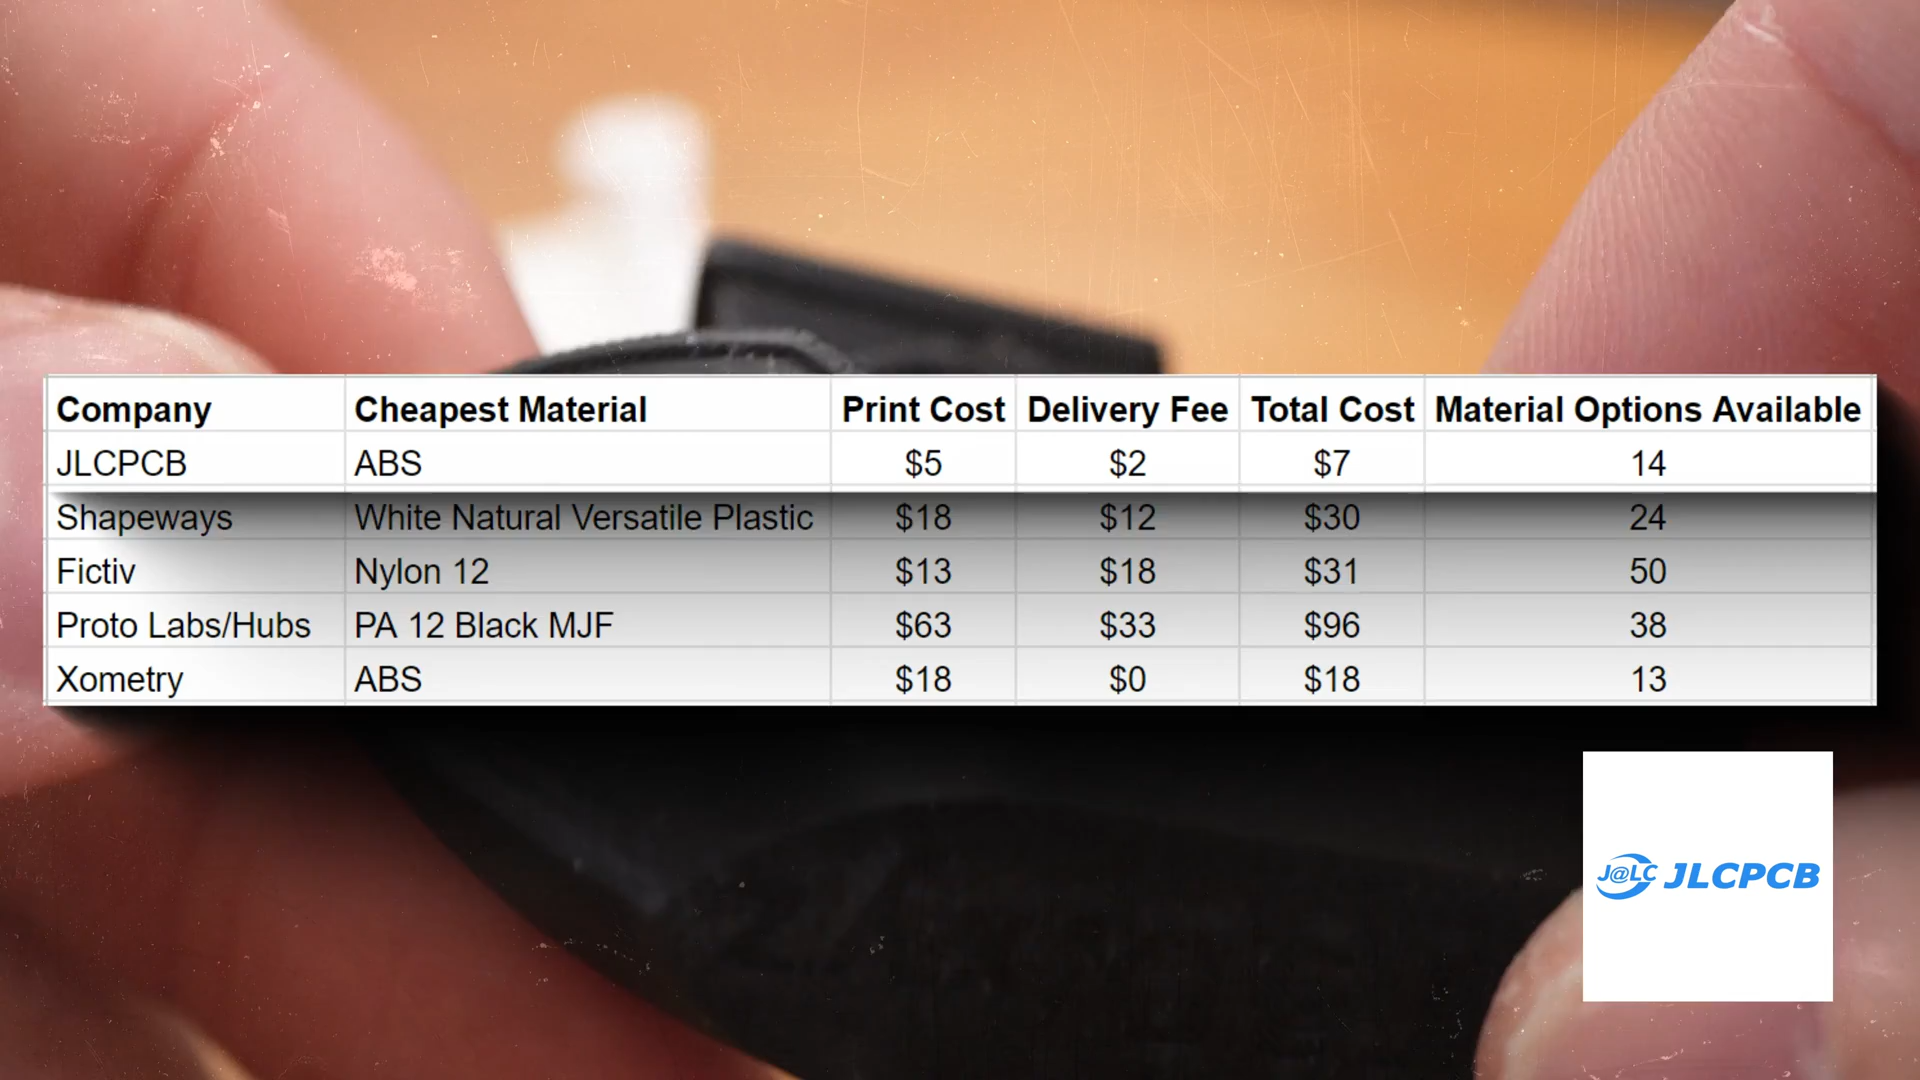 Company Cheapest Material Print Cost Delivery Fee Total Cost Material Options Available
JLCPCB ABS $5 $2 $7 14
Shapeways White Natural Versatile Plastic $18 $12 $30 24
Fictiv Nylon 12 $13 $18 $31 50
Proto Labs/Hubs PA 12 Black MJF $63 $33 $96 38
Xometry ABS $18 $0 $18 13
J@LC JLCPCB